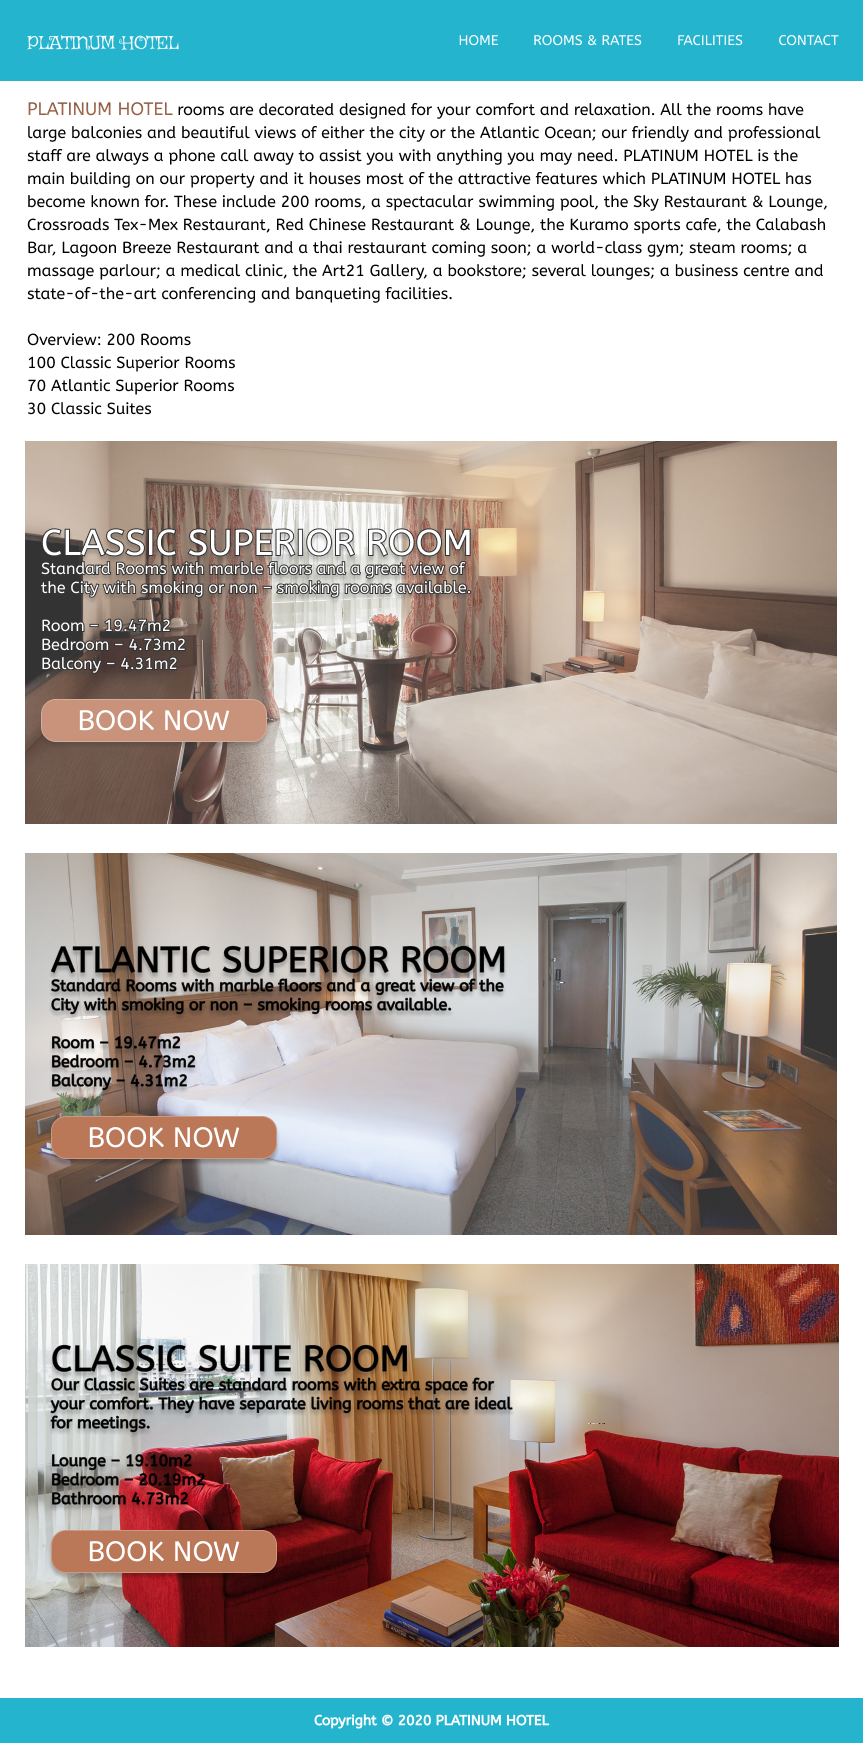 PLATINUM HOTEL
HOME ROOMS & RATES FACILITIES CONTACT
PLATINUM HOTEL rooms are decorated designed for your comfort and relaxation. All the rooms have
large balconies and beautiful views of either the city or the Atlantic Ocean; our friendly and professional
staff are always a phone call away to assist you with anything you may need. PLATINUM HOTEL is the
main building on our property and it houses most of the attractive features which PLATINUM HOTEL has
become known for. These include 200 rooms, a spectacular swimming pool, the Sky Restaurant & Lounge,
Crossroads Tex-Mex Restaurant, Red Chinese Restaurant & Lounge, the Kuramo sports cafe, the Calabash
Bar, Lagoon Breeze Restaurant and a thai restaurant coming soon; a world-class gym; steam rooms; a
massage parlour; a medical clinic, the Art21 Gallery, a bookstore; several lounges; a business centre and
state-of-the-art conferencing and banqueting facilities.
Overview: 200 Rooms
100 Classic Superior Rooms
70 Atlantic Superior Rooms
30 Classic Suites
CLASSIC SUPERIOR ROOM
Standard Rooms with marble floors and a great view of
the City with smoking or non – smoking rooms available.
Room – 19.47m2
Bedroom – 4.73m2
Balcony – 4.31m2
BOOK NOW
ATLANTIC SUPERIOR ROOM
Standard Rooms with marble floors and a great view of the
City with smoking or non – smoking rooms available.
Room – 19.47m2
Bedroom – 4.73m2
Balcony – 4.31m2
BOOK NOW
CLASSIC SUITE ROOM
Our Classic Suites are standard rooms with extra space for
your comfort. They have separate living rooms that are ideal
for meetings.
Lounge – 19.10m2
Bedroom – 20.19m2
Bathroom 4.73m2
BOOK NOW
Copyright © 2020 PLATINUM HOTEL